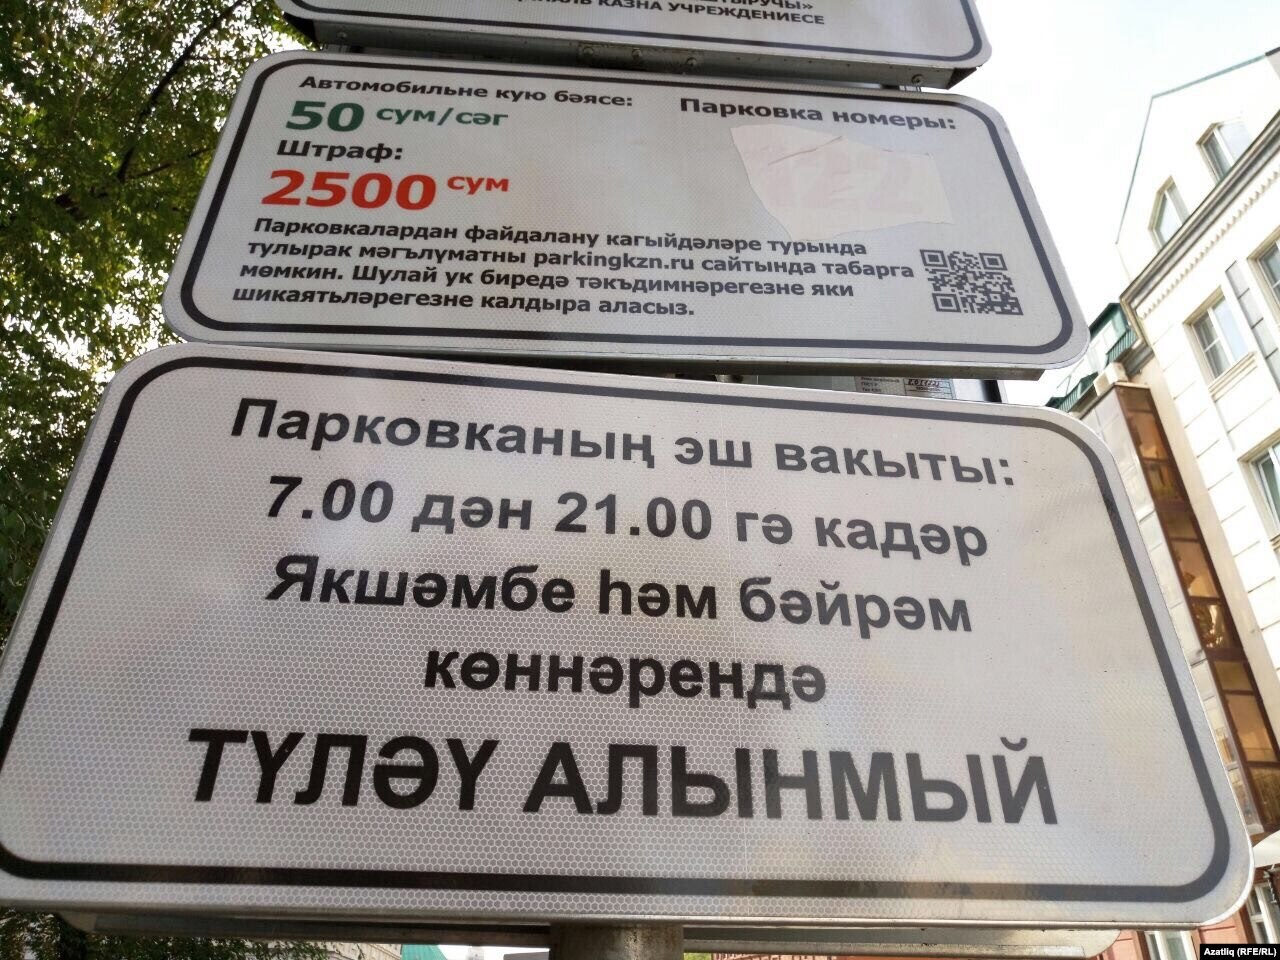 КАЗНА УЧРЕЖДЕНИЕСЕ
Автомобильне кую бәясе:
50 сум/сәг
Штраф:
2500 сум
Парковка номеры:
Парковкалардан файдалану кагыйдәләре турында
тулырак мәгълүматны parkingkzn.ru сайтында табарга
мөмкин. Шулай ук биредә тәкъдимнәрегезне яки
шикаятьләрегезне калдыра аласыз.
Парковканың эш вакыты:
7.00 дән 21.00 гә кадәр
Якшәмбе һәм бәйрәм
көннәрендә
ТҮЛӘҮ АЛЫНМЫЙ
Azatliq (RFE/RL)